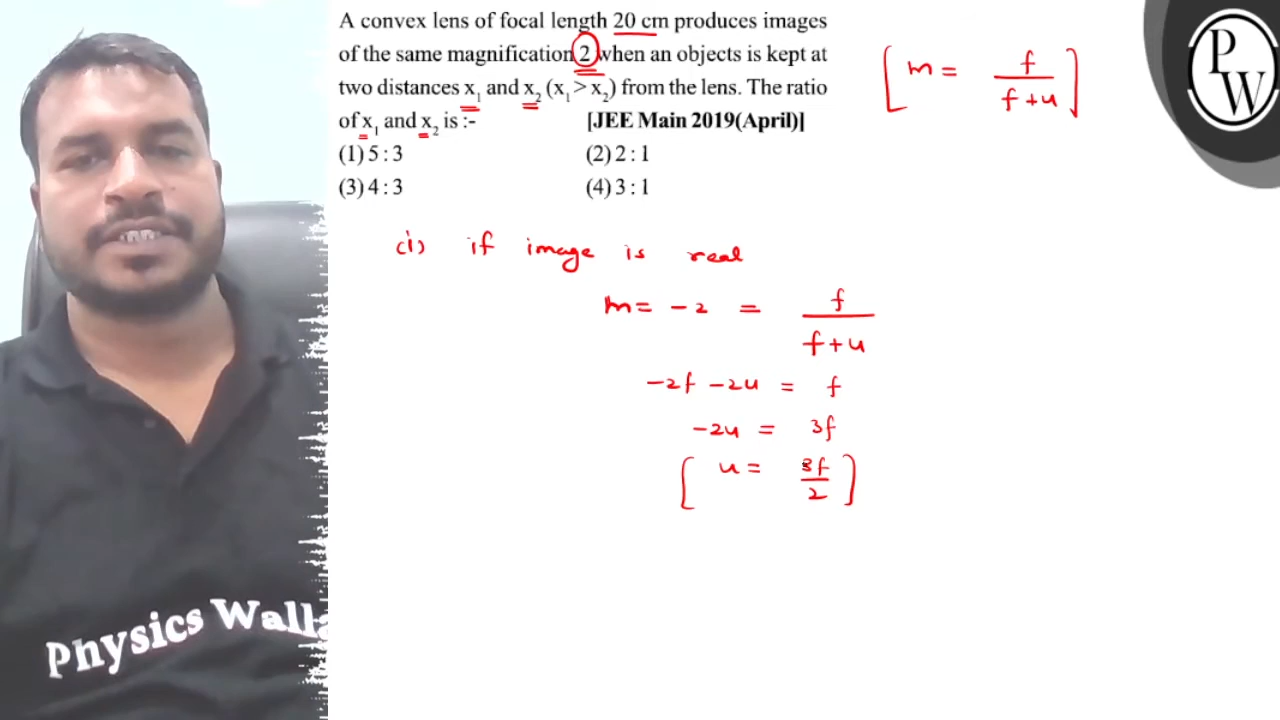 A convex lens of focal length 20 cm produces images
of the same magnification 2 when an objects is kept at
two distances x₁ and x₂ (x₁ > x₂) from the lens. The ratio
of x₁ and x₂ is :- [JEE Main 2019(April)]
(1) 5 : 3 (2) 2 : 1
(3) 4 : 3 (4) 3 : 1
[m = f/(f+u)]
PW
(i) if image is real
m = -2 = f/(f+u)
-2f -2u = f
-2u = 3f
[u = 3f/2]
Physics Walla